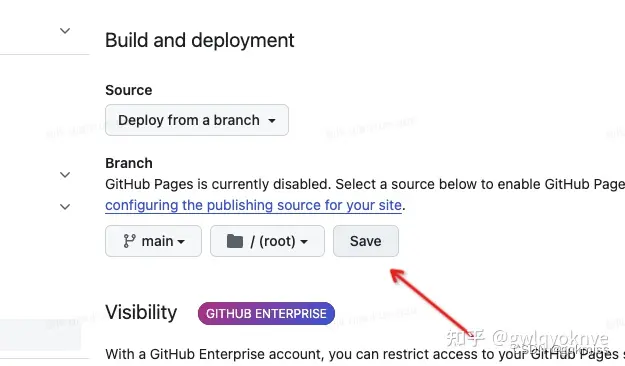 Build and deployment
Source
Deploy from a branch
Branch
GitHub Pages is currently disabled. Select a source below to enable GitHub Page
configuring the publishing source for your site.
main
/ (root)
Save
Visibility
GITHUB ENTERPRISE
知乎 @gwlqyoknye
With a GitHub Enterprise account, you can restrict access to your GitHub Pages s